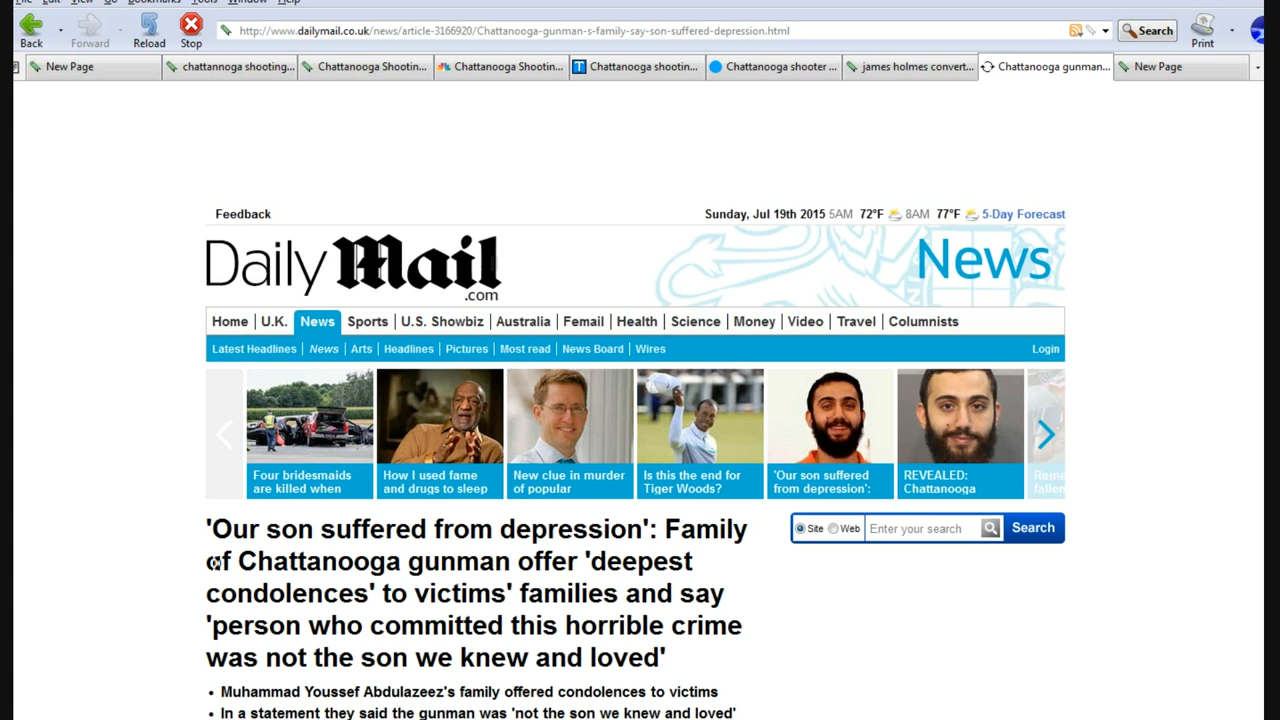 File Edit View Go Bookmarks Tools Window Help
Back Forward Reload Stop http://www.dailymail.co.uk/news/article-3166920/Chattanooga-gunman-s-family-say-son-suffered-depression.html Search Print
New Page chattannoga shooting... Chattanooga Shootin... Chattanooga Shootin... T Chattanooga shootin... Chattanooga shooter ... james holmes convert... Chattanooga gunman... New Page
Feedback Sunday, Jul 19th 2015 5AM 72°F 8AM 77°F 5-Day Forecast
Daily Mail .com News
Home U.K. News Sports U.S. Showbiz Australia Femail Health Science Money Video Travel Columnists
Latest Headlines News Arts Headlines Pictures Most read News Board Wires Login
Four bridesmaids are killed when
How I used fame and drugs to sleep
New clue in murder of popular
Is this the end for Tiger Woods?
'Our son suffered from depression':
REVEALED: Chattanooga
Site Web Enter your search Search
'Our son suffered from depression': Family
of Chattanooga gunman offer 'deepest
condolences' to victims' families and say
'person who committed this horrible crime
was not the son we knew and loved'
• Muhammad Youssef Abdulazeez's family offered condolences to victims
• In a statement they said the gunman was 'not the son we knew and loved'